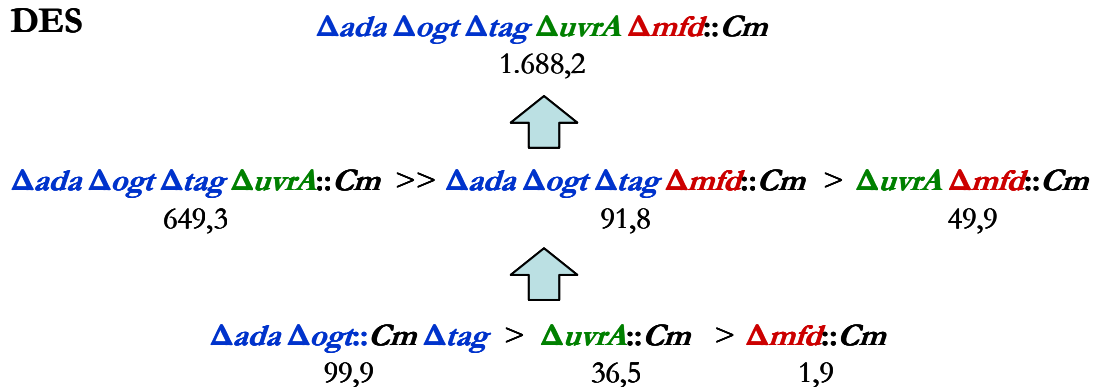 DES
Δada Δogt Δtag ΔuvrA Δmfd::Cm
1.688,2
Δada Δogt Δtag ΔuvrA::Cm >> Δada Δogt Δtag Δmfd::Cm > ΔuvrA Δmfd::Cm
649,3 91,8 49,9
Δada Δogt::Cm Δtag > ΔuvrA::Cm > Δmfd::Cm
99,9 36,5 1,9